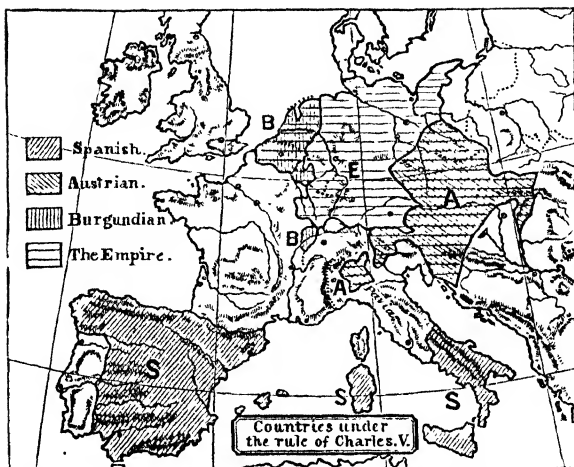 B
Spanish.
Austrian.
Burgundian
The Empire.
E
A
B
A
S
S
S
Countries under
the rule of Charles.V.